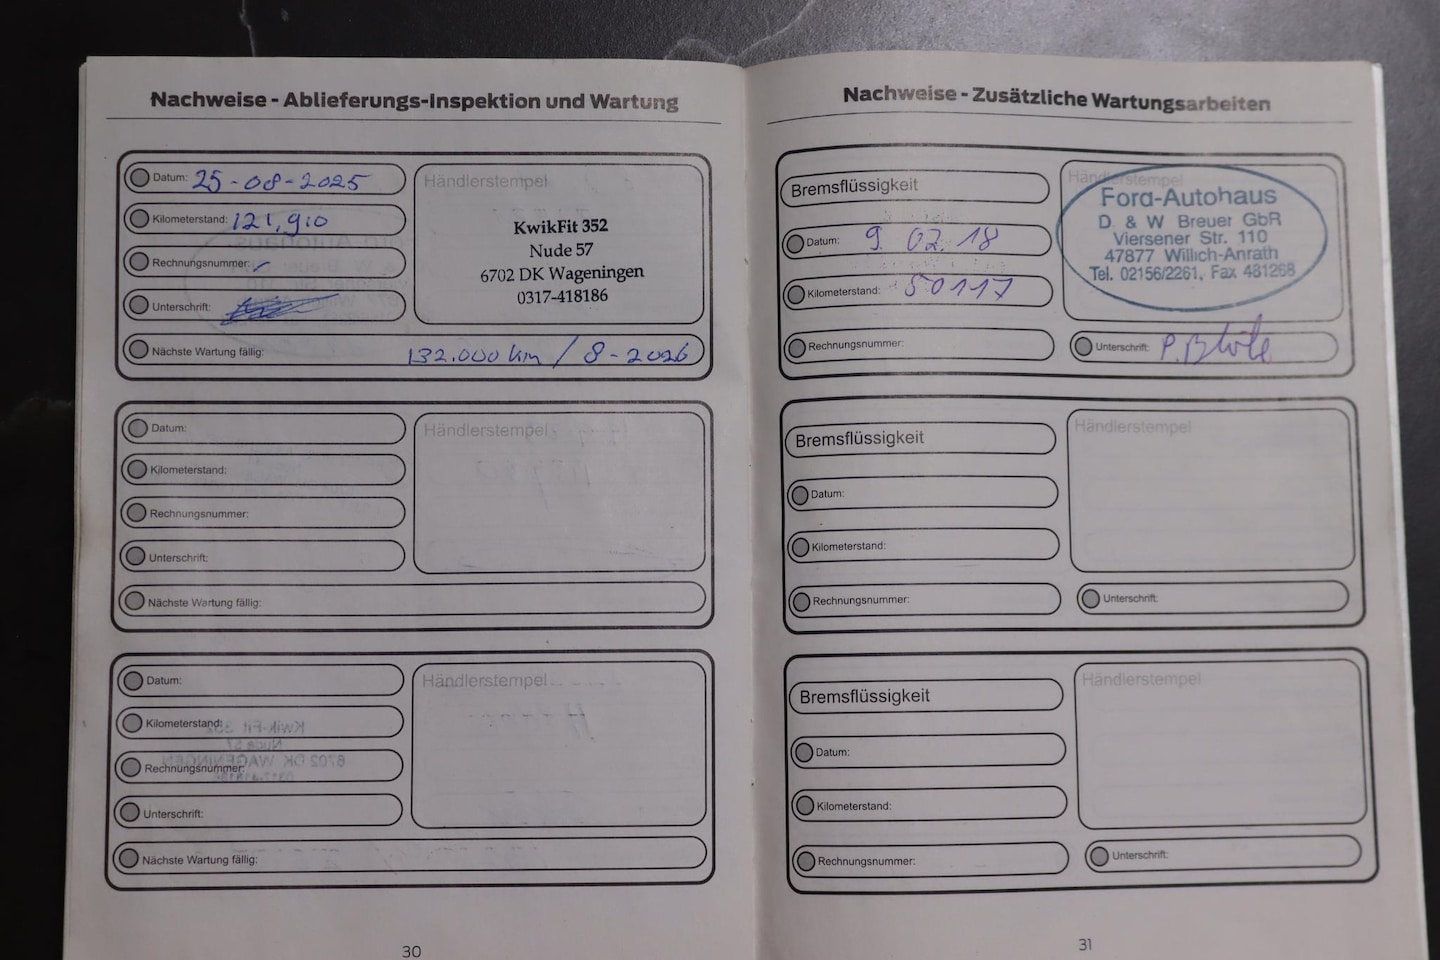 Nachweise - Ablieferungs-Inspektion und Wartung
Datum: 25-08-2025
Kilometerstand: 121,910
Rechnungsnummer:
Unterschrift:
Händlerstempel
KwikFit 352
Nude 57
6702 DK Wageningen
0317-418186
Nächste Wartung fällig: 132.000 km / 8-2026
Datum:
Kilometerstand:
Rechnungsnummer:
Unterschrift:
Händlerstempel
Nächste Wartung fällig:
Datum:
Kilometerstand:
Rechnungsnummer:
Unterschrift:
Händlerstempel
Nächste Wartung fällig:
30
Nachweise - Zusätzliche Wartungsarbeiten
Bremsflüssigkeit
Datum: 9. 02. 18
Kilometerstand: 50117
Rechnungsnummer:
Händlerstempel
Ford-Autohaus
D. & W Breuer GbR
Viersener Str. 110
47877 Willich-Anrath
Tel. 02156/2261, Fax 481268
Unterschrift: P.
Bremsflüssigkeit
Datum:
Kilometerstand:
Rechnungsnummer:
Händlerstempel
Unterschrift:
Bremsflüssigkeit
Datum:
Kilometerstand:
Rechnungsnummer:
Händlerstempel
Unterschrift:
31